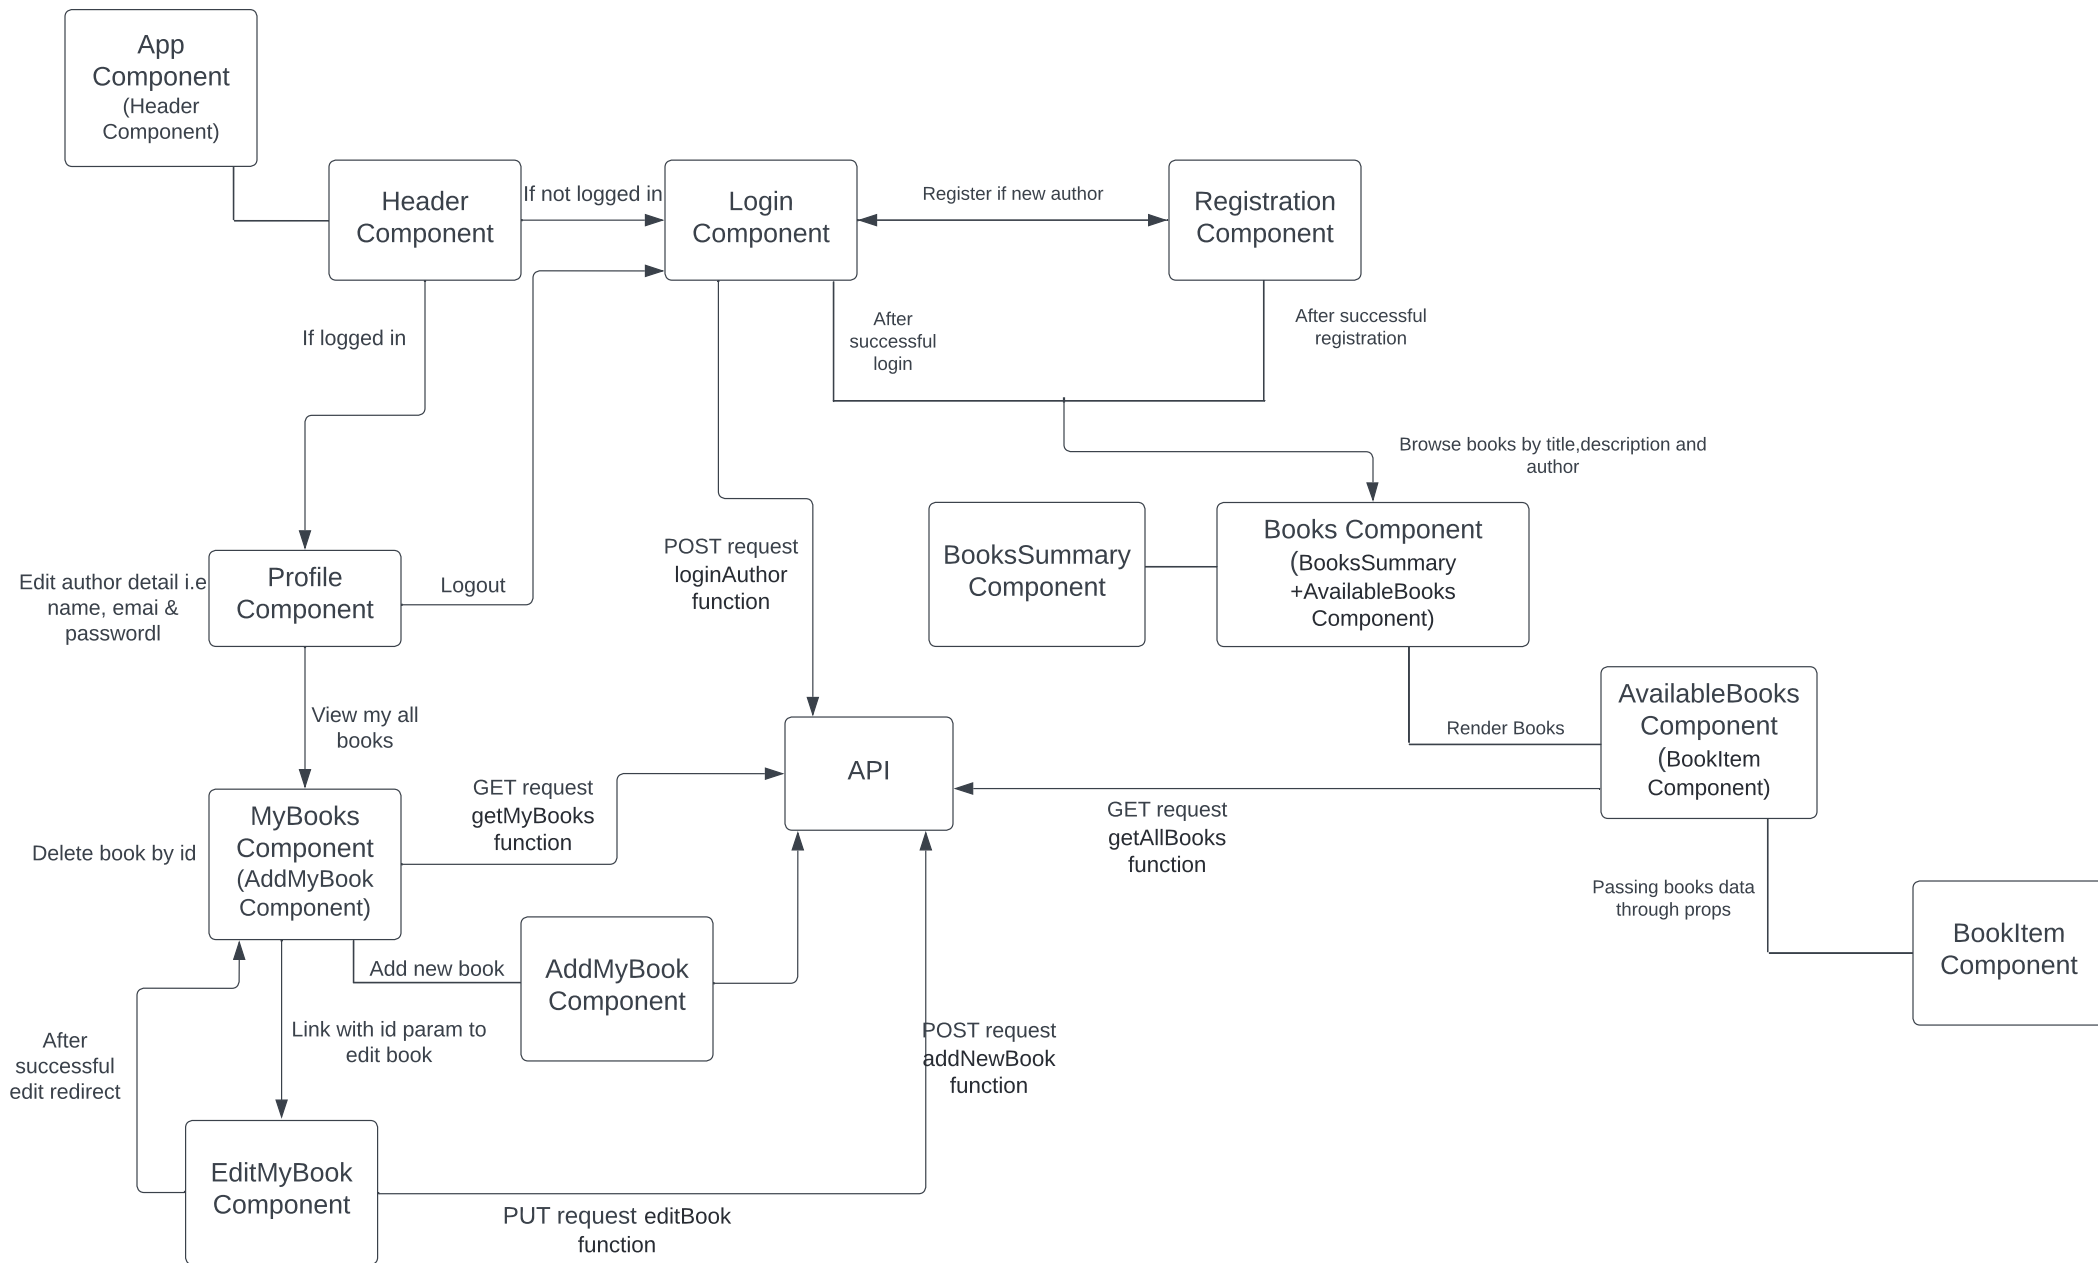 App
Component
(Header
Component)
Header
Component
If not logged in
Login
Component
Register if new author
Registration
Component
If logged in
After
successful
login
After successful
registration
Browse books by title,description and
author
Edit author detail i.e
name, emai &
passwordl
Profile
Component
Logout
POST request
loginAuthor
function
BooksSummary
Component
Books Component
(BooksSummary
+AvailableBooks
Component)
View my all
books
Render Books
AvailableBooks
Component
(BookItem
Component)
API
GET request
getMyBooks
function
GET request
getAllBooks
function
Delete book by id
MyBooks
Component
(AddMyBook
Component)
Passing books data
through props
BookItem
Component
Add new book
AddMyBook
Component
Link with id param to
edit book
After
successful
edit redirect
POST request
addNewBook
function
EditMyBook
Component
PUT request editBook
function